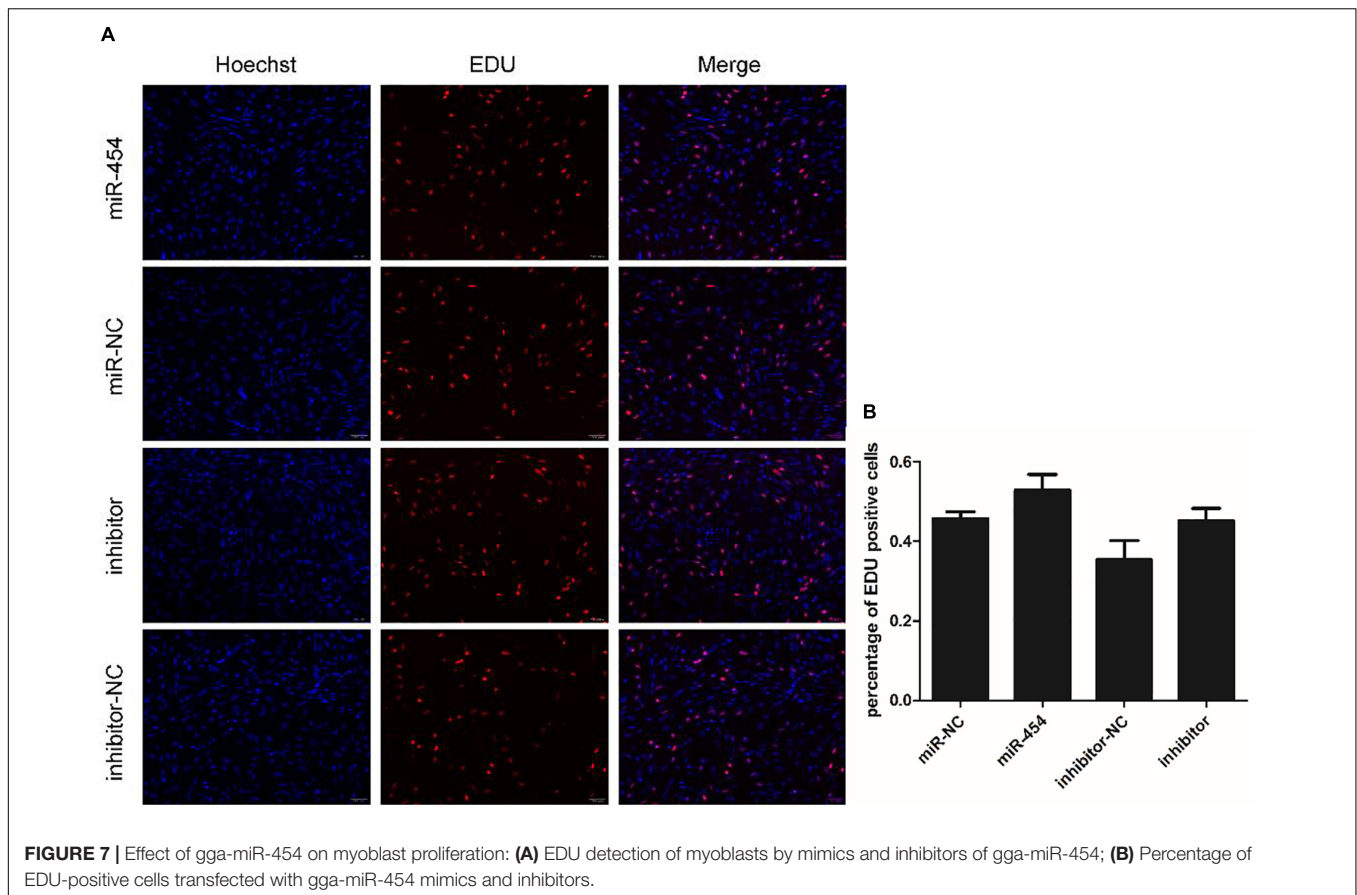 A
Hoechst EDU Merge
miR-454
miR-NC
inhibitor
inhibitor-NC
B
percentage of EDU positive cells
0.6
0.4
0.2
0.0
miR-NC
miR-454
inhibitor-NC
inhibitor
FIGURE 7 | Effect of gga-miR-454 on myoblast proliferation: (A) EDU detection of myoblasts by mimics and inhibitors of gga-miR-454; (B) Percentage of
EDU-positive cells transfected with gga-miR-454 mimics and inhibitors.